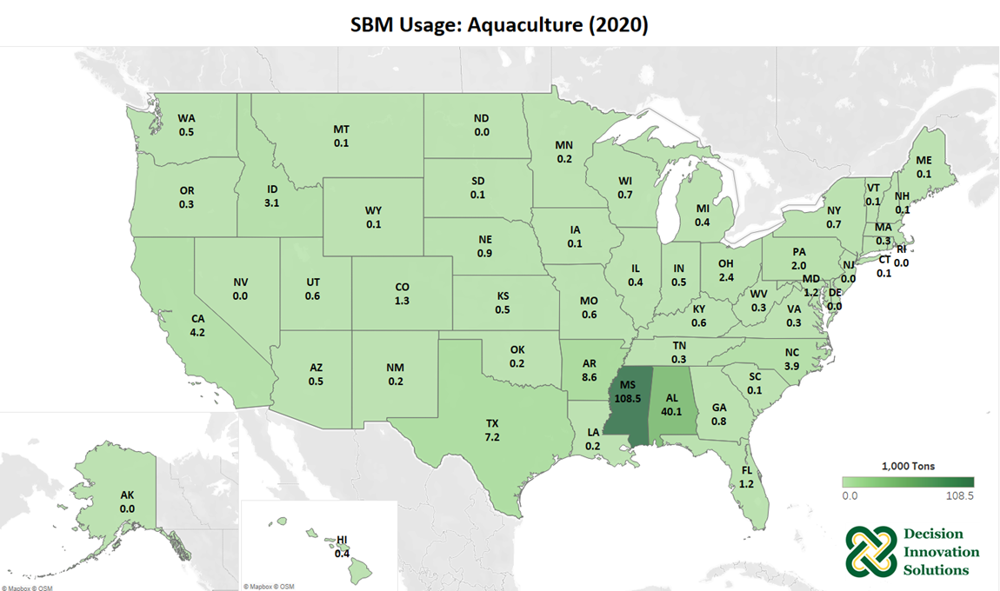 SBM Usage: Aquaculture (2020)
WA
0.5
MT
0.1
ND
0.0
MN
0.2
ME
0.1
OR
0.3
ID
3.1
SD
0.1
WI
0.7
VT
0.1
NH
0.1
WY
0.1
MI
0.4
NY
0.7
MA
0.3
IA
0.1
NE
0.9
RI
0.0
CT
0.1
PA
2.0
NJ
0.0
NV
0.0
UT
0.6
CO
1.3
IL
0.4
IN
0.5
OH
2.4
MD
1.2
DE
0.0
KS
0.5
MO
0.6
WV
0.3
VA
0.3
KY
0.6
CA
4.2
AZ
0.5
NM
0.2
OK
0.2
TN
0.3
NC
3.9
AR
8.6
SC
0.1
MS
108.5
AL
40.1
GA
0.8
TX
7.2
LA
0.2
FL
1.2
AK
0.0
HI
0.4
1,000 Tons
0.0 108.5
Decision
Innovation
Solutions
© Mapbox © OSM
© Mapbox © OSM